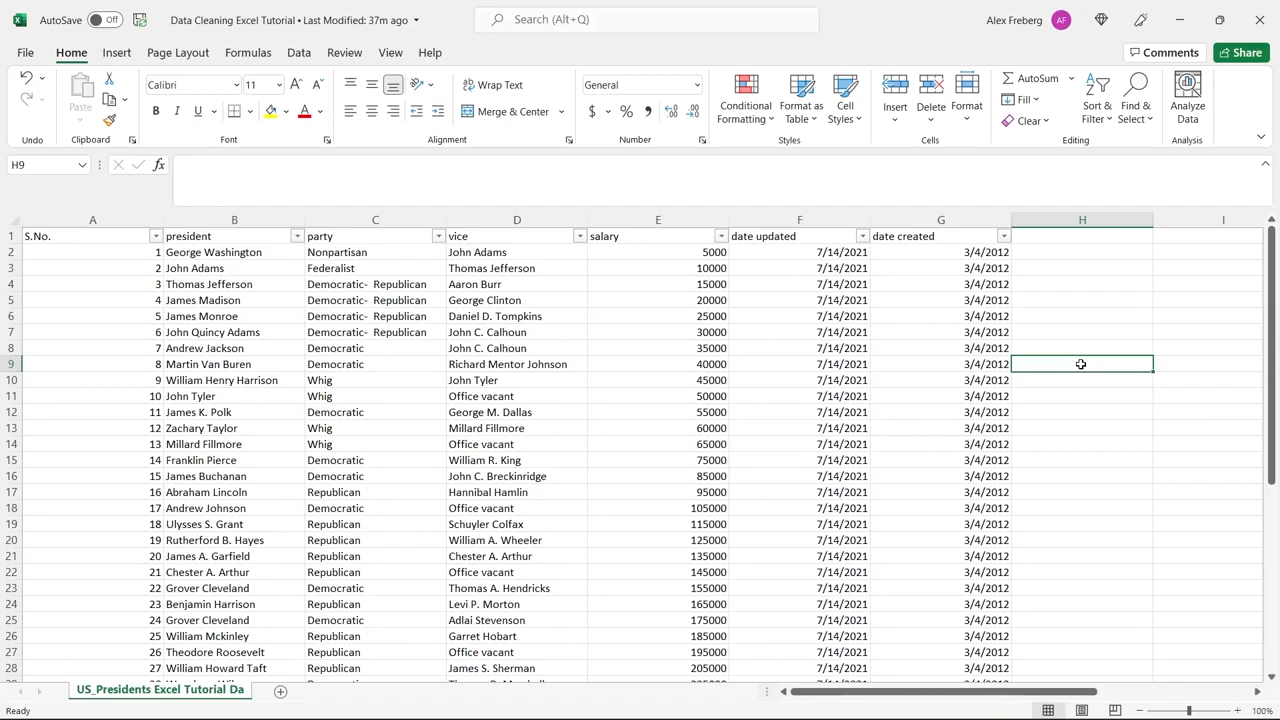 AutoSave Off Data Cleaning Excel Tutorial • Last Modified: 37m ago Search (Alt+Q) Alex Freberg AF
File Home Insert Page Layout Formulas Data Review View Help Comments Share
Calibri 11 Wrap Text General AutoSum
Paste Merge & Center $ % Conditional Formatting Format as Table Cell Styles Insert Delete Format Fill Clear Sort & Filter Find & Select Analyze Data
Undo Clipboard Font Alignment Number Styles Cells Editing Analysis
H9 fx
A B C D E F G H I
1 S.No. president party vice salary date updated date created
2 1 George Washington Nonpartisan John Adams 5000 7/14/2021 3/4/2012
3 2 John Adams Federalist Thomas Jefferson 10000 7/14/2021 3/4/2012
4 3 Thomas Jefferson Democratic-  Republican Aaron Burr 15000 7/14/2021 3/4/2012
5 4 James Madison Democratic-  Republican George Clinton 20000 7/14/2021 3/4/2012
6 5 James Monroe Democratic-  Republican Daniel D. Tompkins 25000 7/14/2021 3/4/2012
7 6 John Quincy Adams Democratic-  Republican John C. Calhoun 30000 7/14/2021 3/4/2012
8 7 Andrew Jackson Democratic John C. Calhoun 35000 7/14/2021 3/4/2012
9 8 Martin Van Buren Democratic Richard Mentor Johnson 40000 7/14/2021 3/4/2012
10 9 William Henry Harrison Whig John Tyler 45000 7/14/2021 3/4/2012
11 10 John Tyler Whig Office vacant 50000 7/14/2021 3/4/2012
12 11 James K. Polk Democratic George M. Dallas 55000 7/14/2021 3/4/2012
13 12 Zachary Taylor Whig Millard Fillmore 60000 7/14/2021 3/4/2012
14 13 Millard Fillmore Whig Office vacant 65000 7/14/2021 3/4/2012
15 14 Franklin Pierce Democratic William R. King 75000 7/14/2021 3/4/2012
16 15 James Buchanan Democratic John C. Breckinridge 85000 7/14/2021 3/4/2012
17 16 Abraham Lincoln Republican Hannibal Hamlin 95000 7/14/2021 3/4/2012
18 17 Andrew Johnson Democratic Office vacant 105000 7/14/2021 3/4/2012
19 18 Ulysses S. Grant Republican Schuyler Colfax 115000 7/14/2021 3/4/2012
20 19 Rutherford B. Hayes Republican William A. Wheeler 125000 7/14/2021 3/4/2012
21 20 James A. Garfield Republican Chester A. Arthur 135000 7/14/2021 3/4/2012
22 21 Chester A. Arthur Republican Office vacant 145000 7/14/2021 3/4/2012
23 22 Grover Cleveland Democratic Thomas A. Hendricks 155000 7/14/2021 3/4/2012
24 23 Benjamin Harrison Republican Levi P. Morton 165000 7/14/2021 3/4/2012
25 24 Grover Cleveland Democratic Adlai Stevenson 175000 7/14/2021 3/4/2012
26 25 William Mckinley Republican Garret Hobart 185000 7/14/2021 3/4/2012
27 26 Theodore Roosevelt Republican Office vacant 195000 7/14/2021 3/4/2012
28 27 William Howard Taft Republican James S. Sherman 205000 7/14/2021 3/4/2012
US_Presidents Excel Tutorial Da
Ready 100%